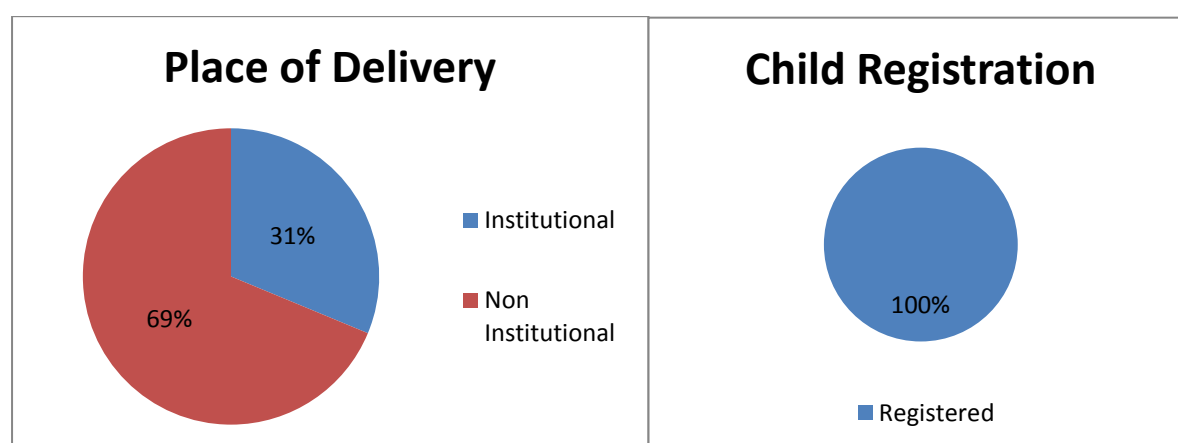 Place of Delivery
31%
69%
Institutional
Non
Institutional
Child Registration
100%
Registered